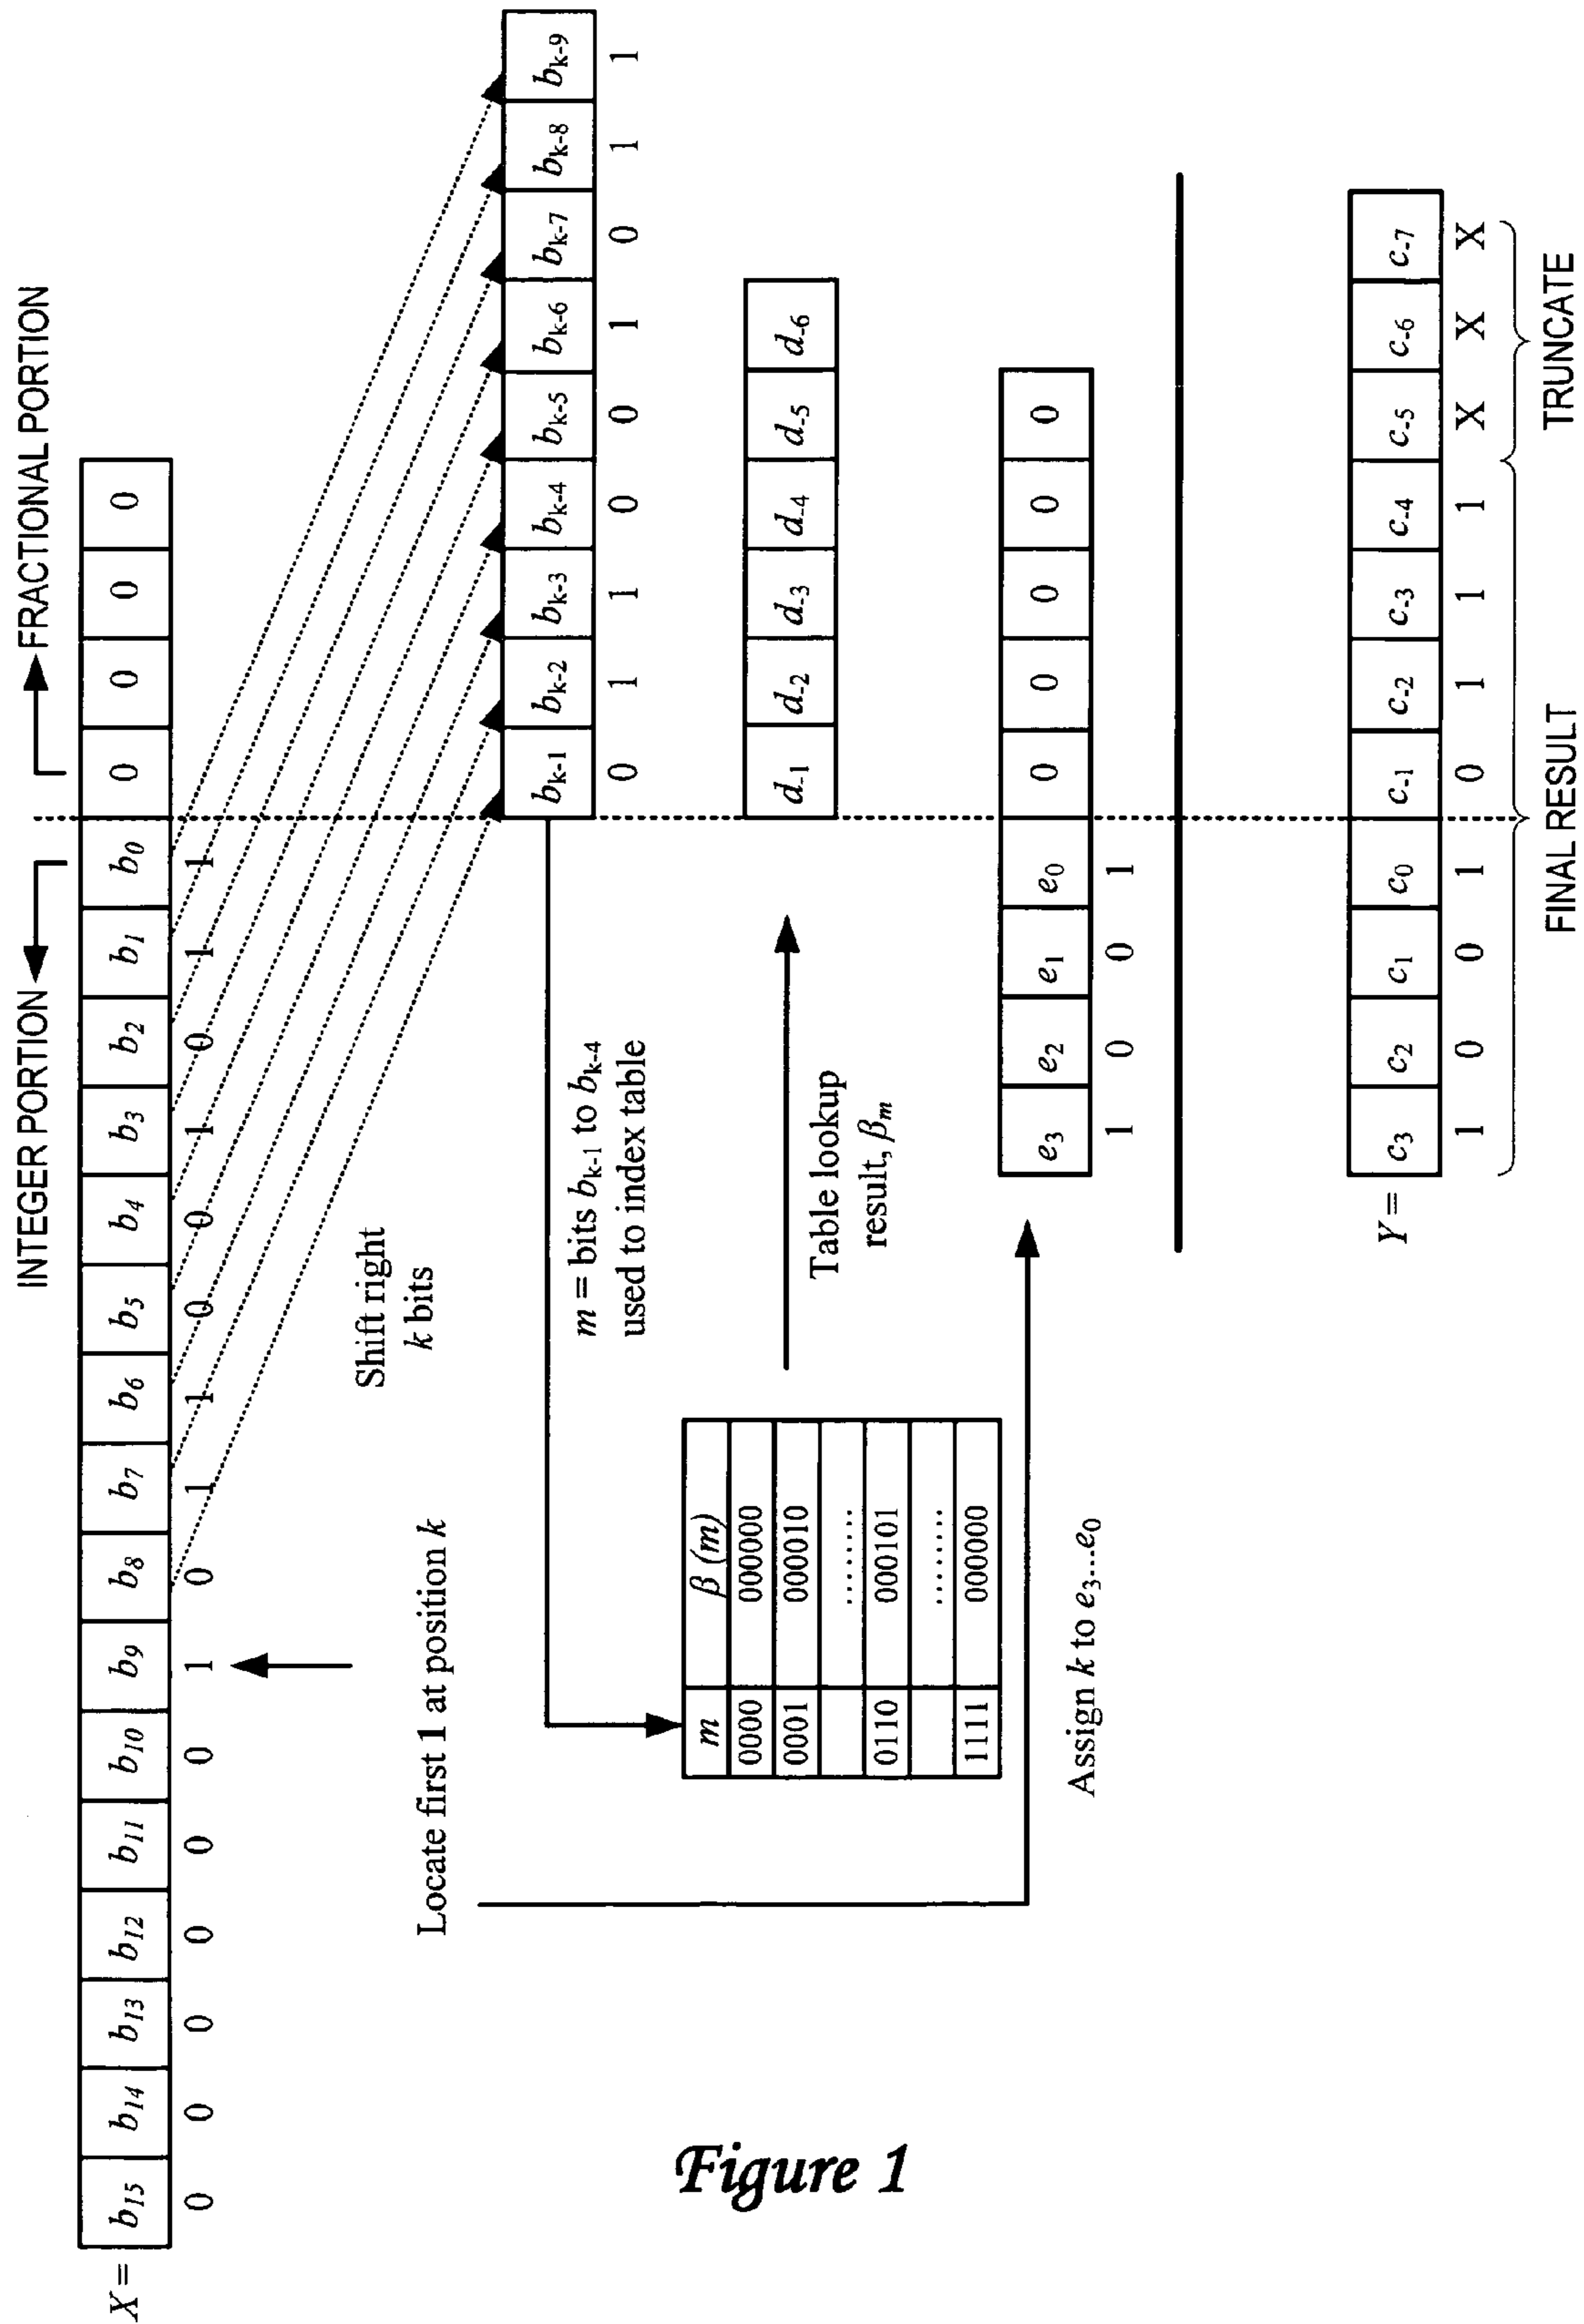 INTEGER PORTION FRACTIONAL PORTION
X = b15 b14 b13 b12 b11 b10 b9 b8 b7 b6 b5 b4 b3 b2 b1 b0 0 0 0 0
0 0 0 0 0 0 1 0 1 1 0 0 1 0 1 1
Shift right
k bits
Locate first 1 at position k
bk-1 bk-2 bk-3 bk-4 bk-5 bk-6 bk-7 bk-8 bk-9
0 1 1 0 0 1 0 1 1
m = bits bk-1 to bk-4
used to index table
m β (m)
0000 000000
0001 000010
........
0110 000101
........
1111 000000
Table lookup
result, βm
d-1 d-2 d-3 d-4 d-5 d-6
Assign k to e3...e0
e3 e2 e1 e0 0 0 0 0 0
1 0 0 1
Y = c3 c2 c1 c0 c-1 c-2 c-3 c-4 c-5 c-6 c-7
1 0 0 1 0 1 1 1 X X X
FINAL RESULT TRUNCATE
Figure 1